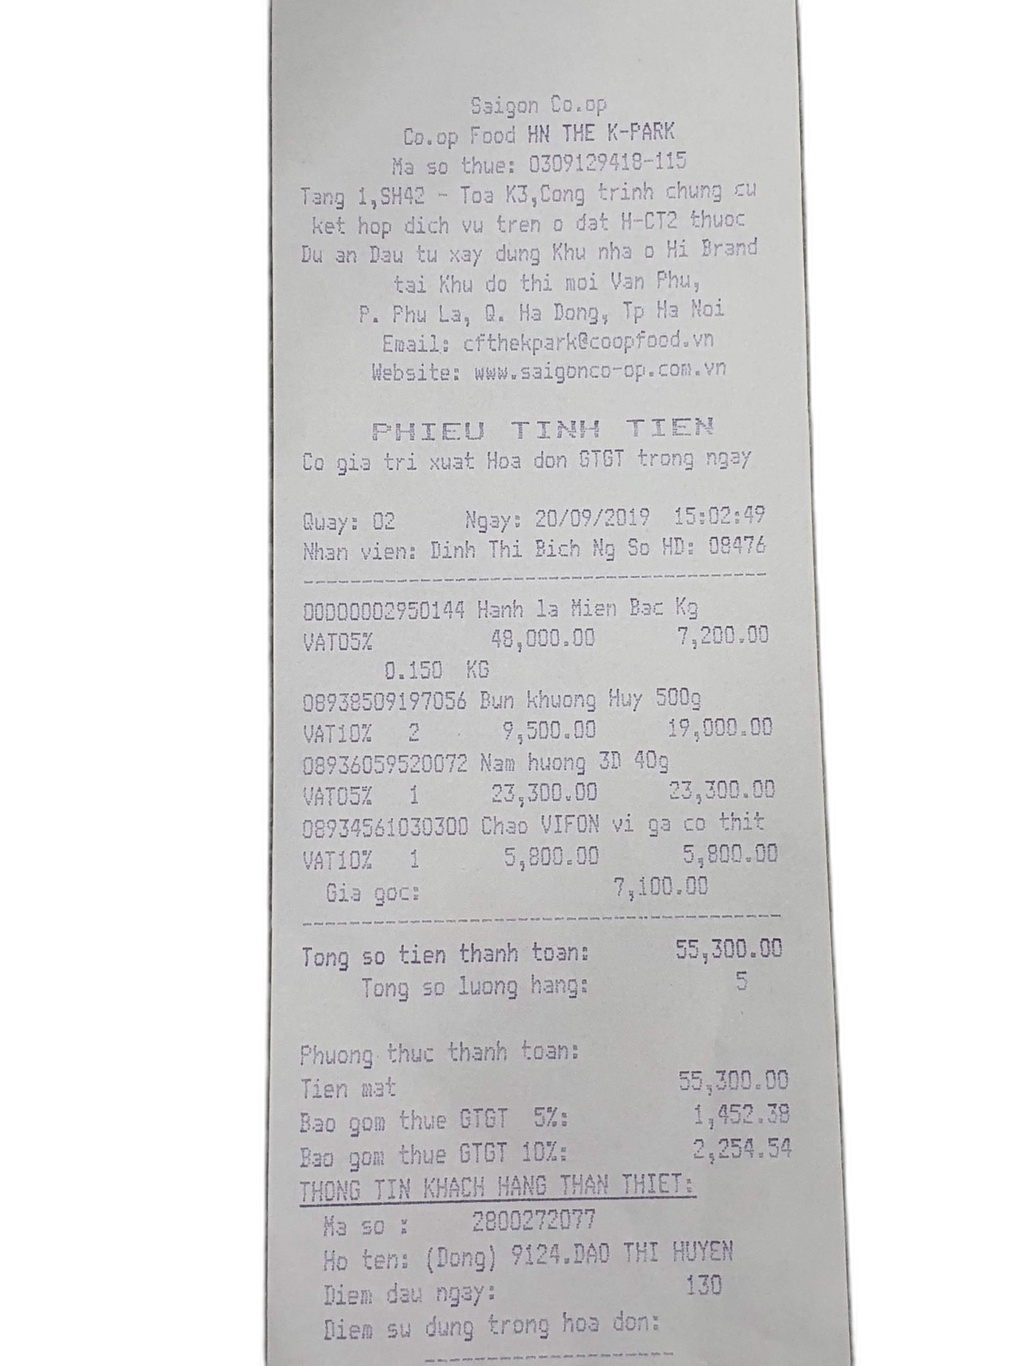 Saigon Co.op
Co.op Food HN THE K-PARK
Ma so thue: 0309129418-115
Tang 1,SH42 - Toa K3,Cong trinh chung cu
ket hop dich vu tren o dat H-CT2 thuoc
Du an Dau tu xay dung Khu nha o Hi Brand
tai Khu do thi moi Van Phu,
P. Phu La, Q. Ha Dong, Tp Ha Noi
Email: cfthekpark@coopfood.vn
Website: www.saigonco-op.com.vn
PHIEU TINH TIEN
Co gia tri xuat Hoa don GTGT trong ngay
Quay: 02 Ngay: 20/09/2019 15:02:49
Nhan vien: Dinh Thi Bich Ng So HD: 08476
00000002950144 Hanh la Mien Bac Kg
VAT05% 48,000.00 7,200.00
0.150 KG
08938509197056 Bun khuong Huy 500g
VAT10% 2 9,500.00 19,000.00
08936059520072 Nam huong 3D 40g
VAT05% 1 23,300.00 23,300.00
08934561030300 Chao VIFON vi ga co thit
VAT10% 1 5,800.00 5,800.00
Gia goc: 7,100.00
Tong so tien thanh toan: 55,300.00
Tong so luong hang: 5
Phuong thuc thanh toan:
Tien mat 55,300.00
Bao gom thue GTGT 5%: 1,452.38
Bao gom thue GTGT 10%: 2,254.54
THONG TIN KHACH HANG THAN THIET:
Ma so : 2800272077
Ho ten: (Dong) 9124.DAO THI HUYEN
Diem dau ngay: 130
Diem su dung trong hoa don: